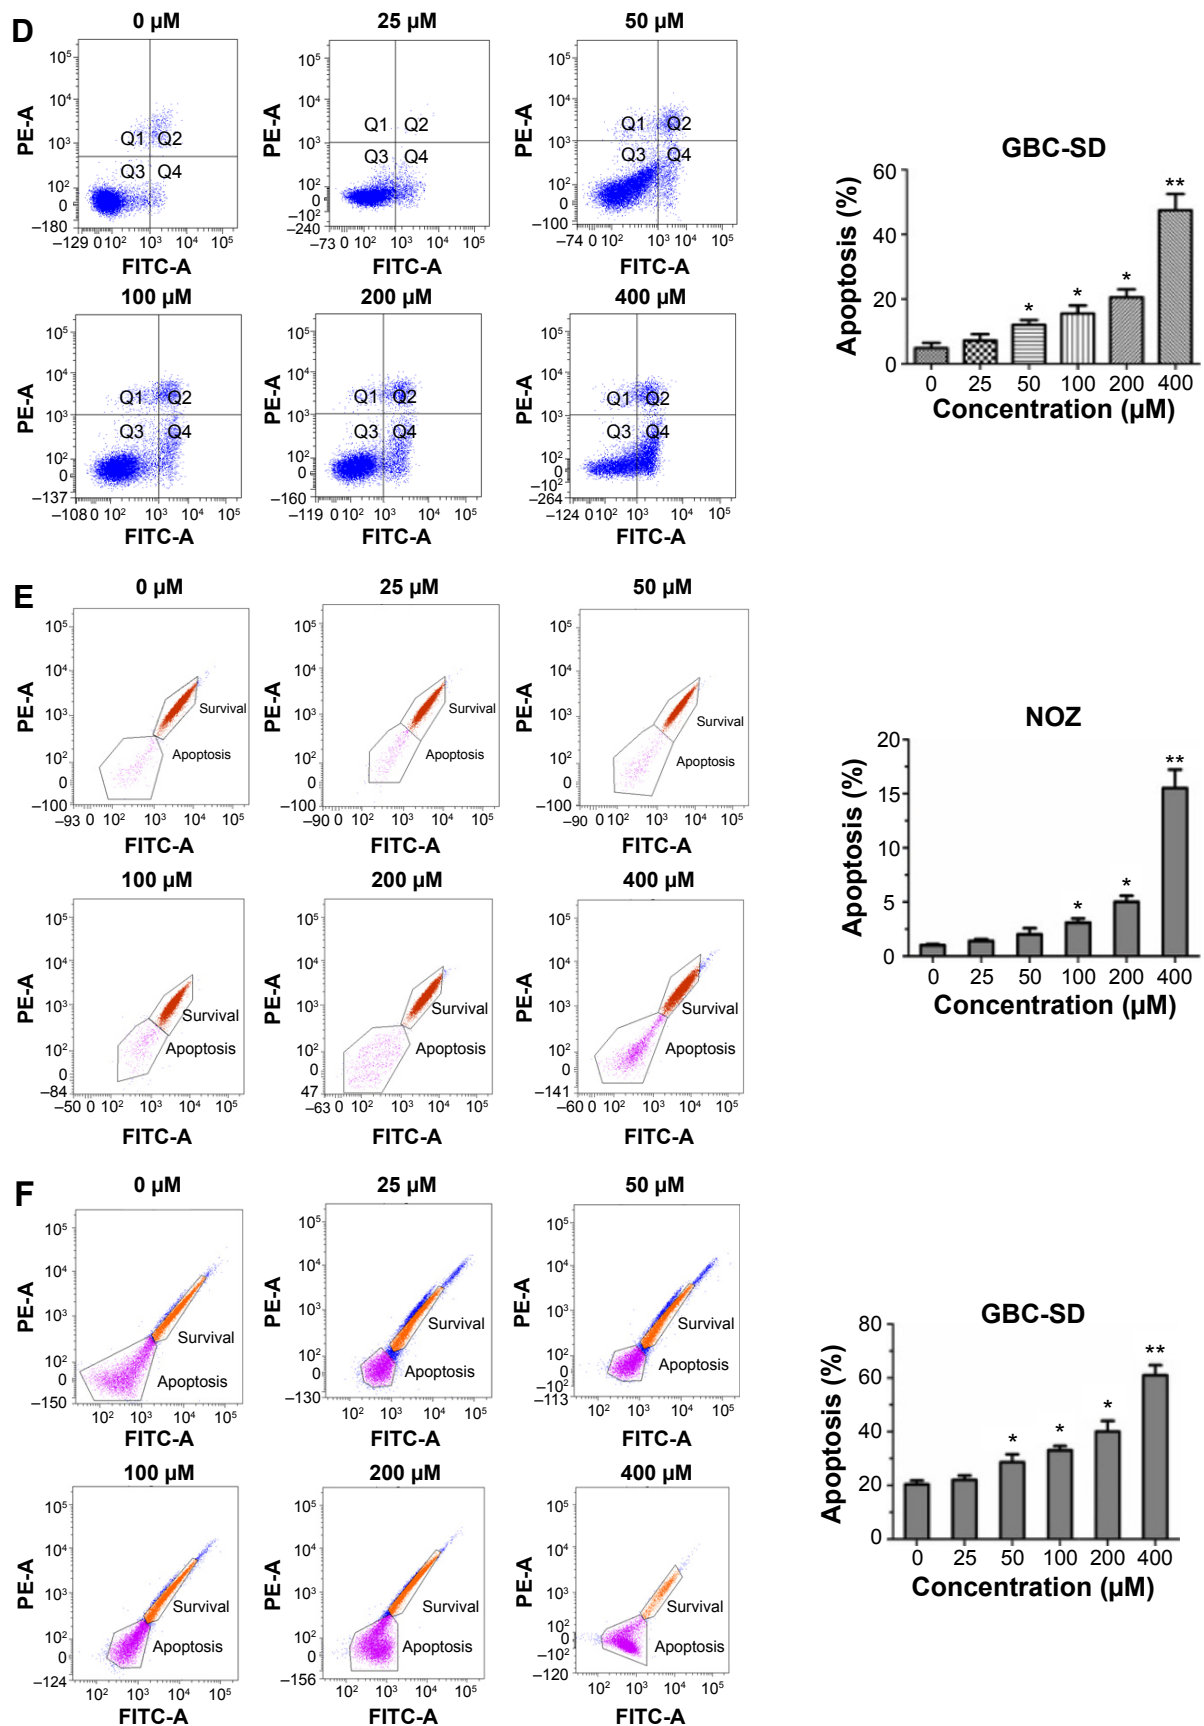 D
0 µM
25 µM
50 µM
PE-A
10⁵
10⁴
10³
10²
0
–180
Q1
Q2
Q3
Q4
–129 0 10² 10³ 10⁴ 10⁵
FITC-A
PE-A
10⁵
10⁴
10³
10²
0
–10²
–240
Q1
Q2
Q3
Q4
–73 0 10² 10³ 10⁴ 10⁵
FITC-A
PE-A
10⁵
10⁴
10³
10²
0
–100
Q1
Q2
Q3
Q4
–74 0 10² 10³ 10⁴ 10⁵
FITC-A
100 µM
200 µM
400 µM
PE-A
10⁵
10⁴
10³
10²
0
–137
Q1
Q2
Q3
Q4
–108 0 10² 10³ 10⁴ 10⁵
FITC-A
PE-A
10⁵
10⁴
10³
10²
0
–160
Q1
Q2
Q3
Q4
–119 0 10² 10³ 10⁴ 10⁵
FITC-A
PE-A
10⁵
10⁴
10³
10²
0
–10²
–264
Q1
Q2
Q3
Q4
–124 0 10² 10³ 10⁴ 10⁵
FITC-A
GBC-SD
Apoptosis (%)
60
40
20
0
*
*
*
**
0 25 50 100 200 400
Concentration (µM)
E
0 µM
25 µM
50 µM
PE-A
10⁵
10⁴
10³
10²
0
–100
Survival
Apoptosis
–93 0 10² 10³ 10⁴ 10⁵
FITC-A
PE-A
10⁵
10⁴
10³
10²
0
–100
Survival
Apoptosis
–90 0 10² 10³ 10⁴ 10⁵
FITC-A
PE-A
10⁵
10⁴
10³
10²
0
–100
Survival
Apoptosis
–90 0 10² 10³ 10⁴ 10⁵
FITC-A
100 µM
200 µM
400 µM
PE-A
10⁵
10⁴
10³
10²
0
–84
Survival
Apoptosis
–50 0 10² 10³ 10⁴ 10⁵
FITC-A
PE-A
10⁵
10⁴
10³
10²
0
47
Survival
Apoptosis
–63 0 10² 10³ 10⁴ 10⁵
FITC-A
PE-A
10⁵
10⁴
10³
10²
0
–141
Survival
Apoptosis
–60 0 10² 10³ 10⁴ 10⁵
FITC-A
NOZ
Apoptosis (%)
20
15
10
5
0
*
*
**
0 25 50 100 200 400
Concentration (µM)
F
0 µM
25 µM
50 µM
PE-A
10⁵
10⁴
10³
10²
0
–150
Survival
Apoptosis
10² 10³ 10⁴ 10⁵
FITC-A
PE-A
10⁵
10⁴
10³
10²
0
–130
Survival
Apoptosis
10² 10³ 10⁴ 10⁵
FITC-A
PE-A
10⁵
10⁴
10³
10²
0
–10²
–113
Survival
Apoptosis
10² 10³ 10⁴ 10⁵
FITC-A
100 µM
200 µM
400 µM
PE-A
10⁵
10⁴
10³
10²
0
–124
Survival
Apoptosis
10² 10³ 10⁴ 10⁵
FITC-A
PE-A
10⁵
10⁴
10³
10²
0
–156
Survival
Apoptosis
10² 10³ 10⁴ 10⁵
FITC-A
PE-A
10⁵
10⁴
10³
10²
0
–10²
–120
Survival
Apoptosis
10² 10³ 10⁴ 10⁵
FITC-A
GBC-SD
Apoptosis (%)
80
60
40
20
0
*
*
*
**
0 25 50 100 200 400
Concentration (µM)